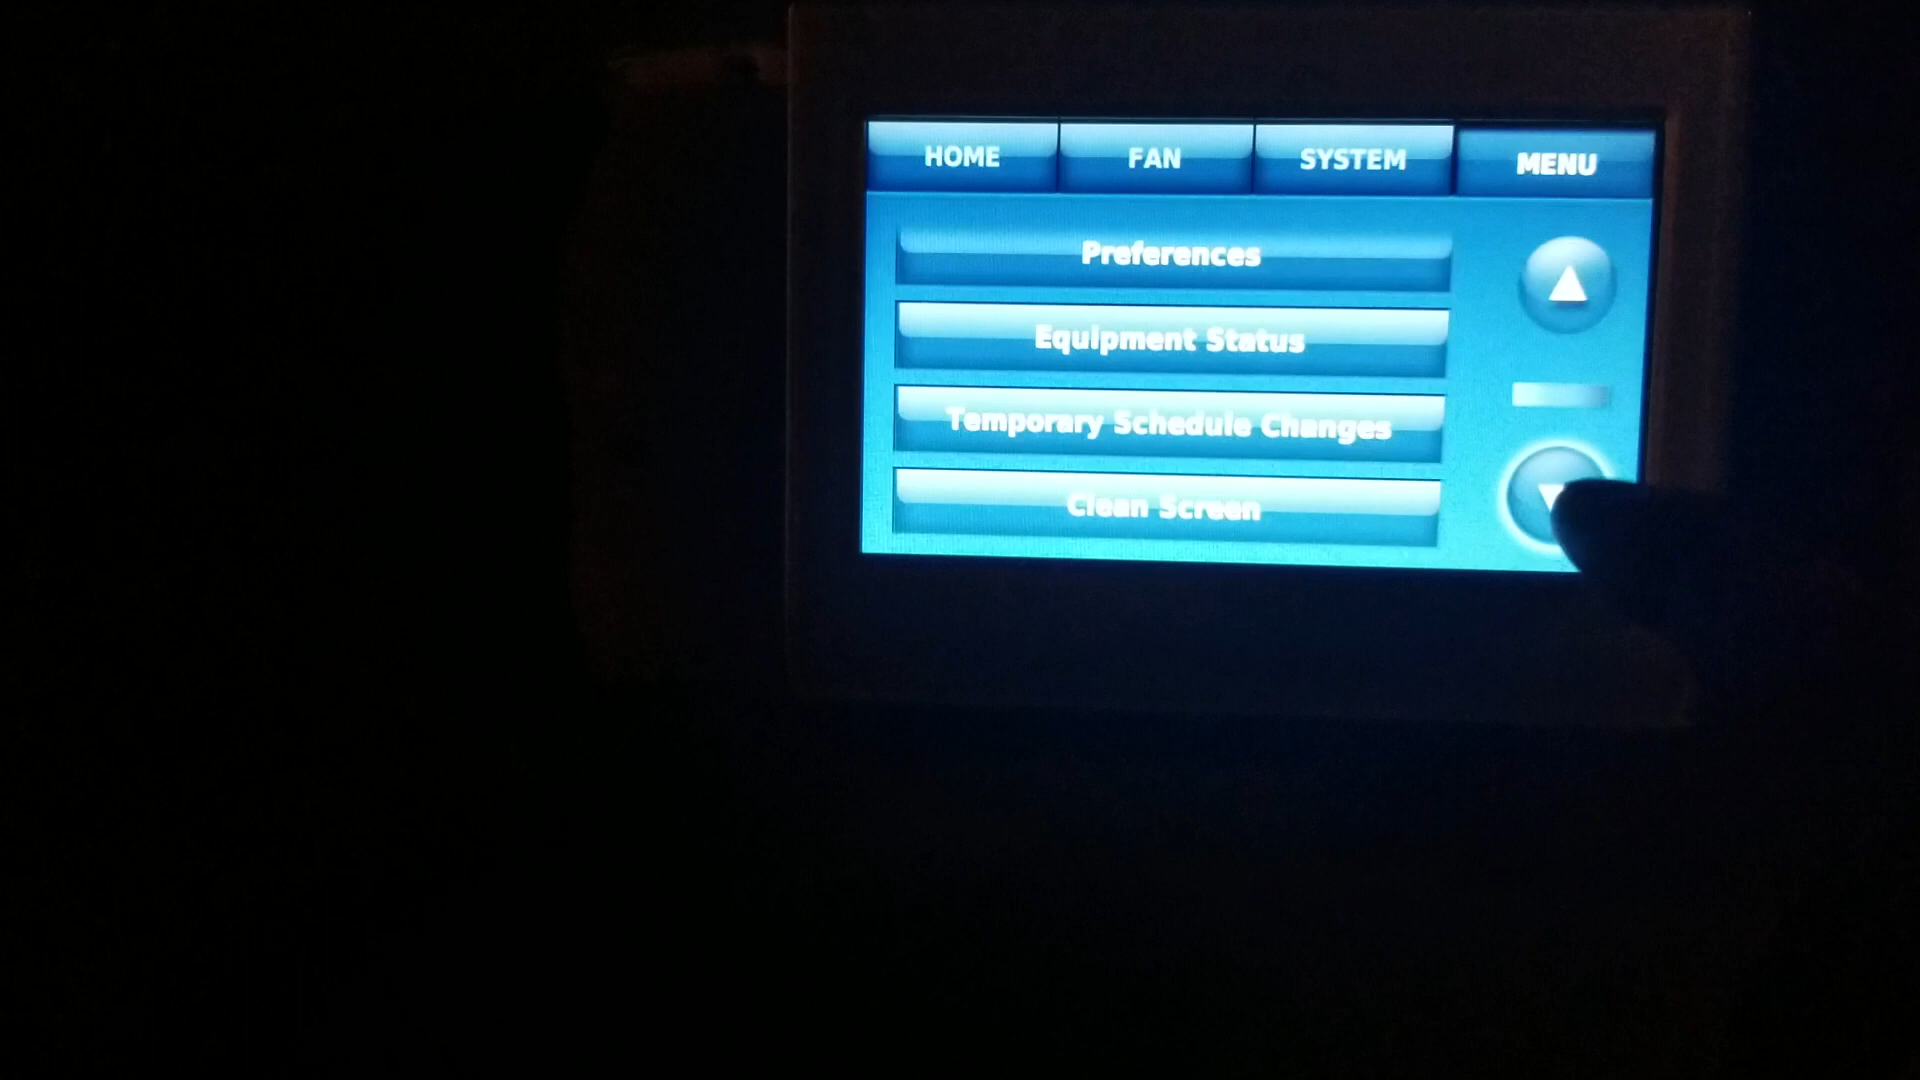 HOME FAN SYSTEM MENU
Preferences
Equipment Status
Temporary Schedule Changes
Clean Screen